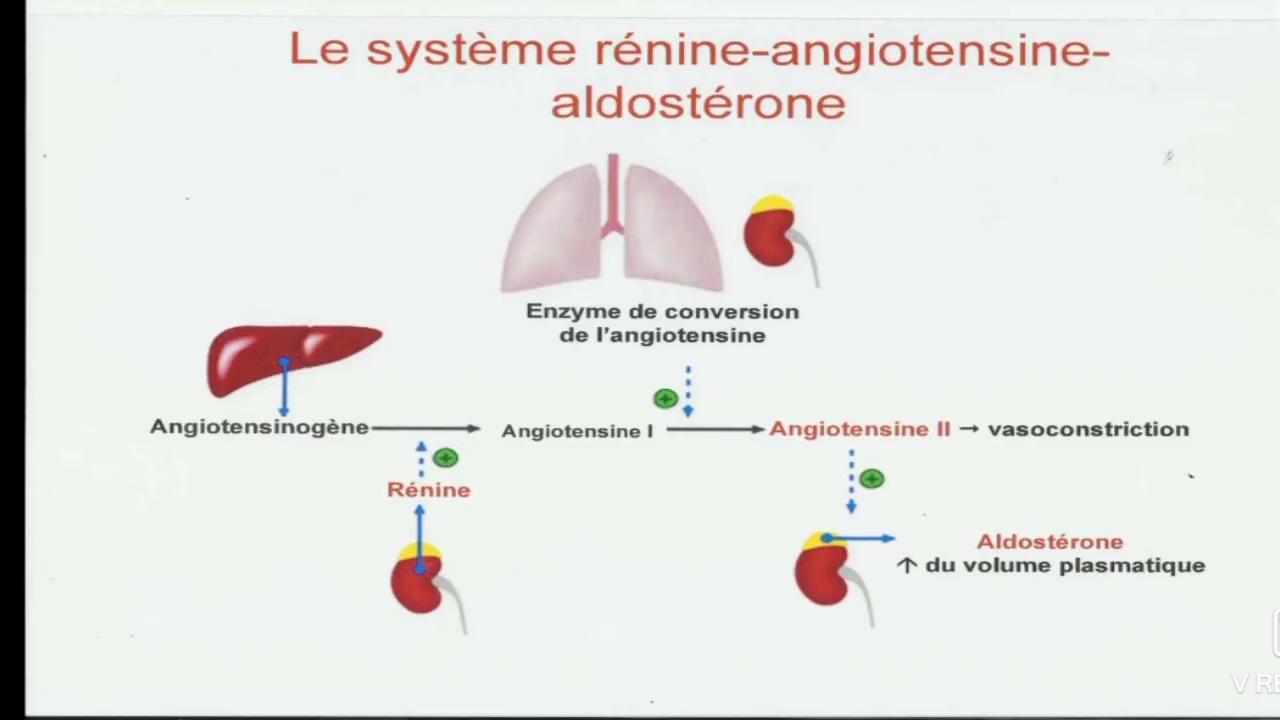 Le système rénine-angiotensine-
aldostérone
Enzyme de conversion
de l'angiotensine
Angiotensinogène
Angiotensine I
Angiotensine II → vasoconstriction
Rénine
Aldostérone
↑ du volume plasmatique